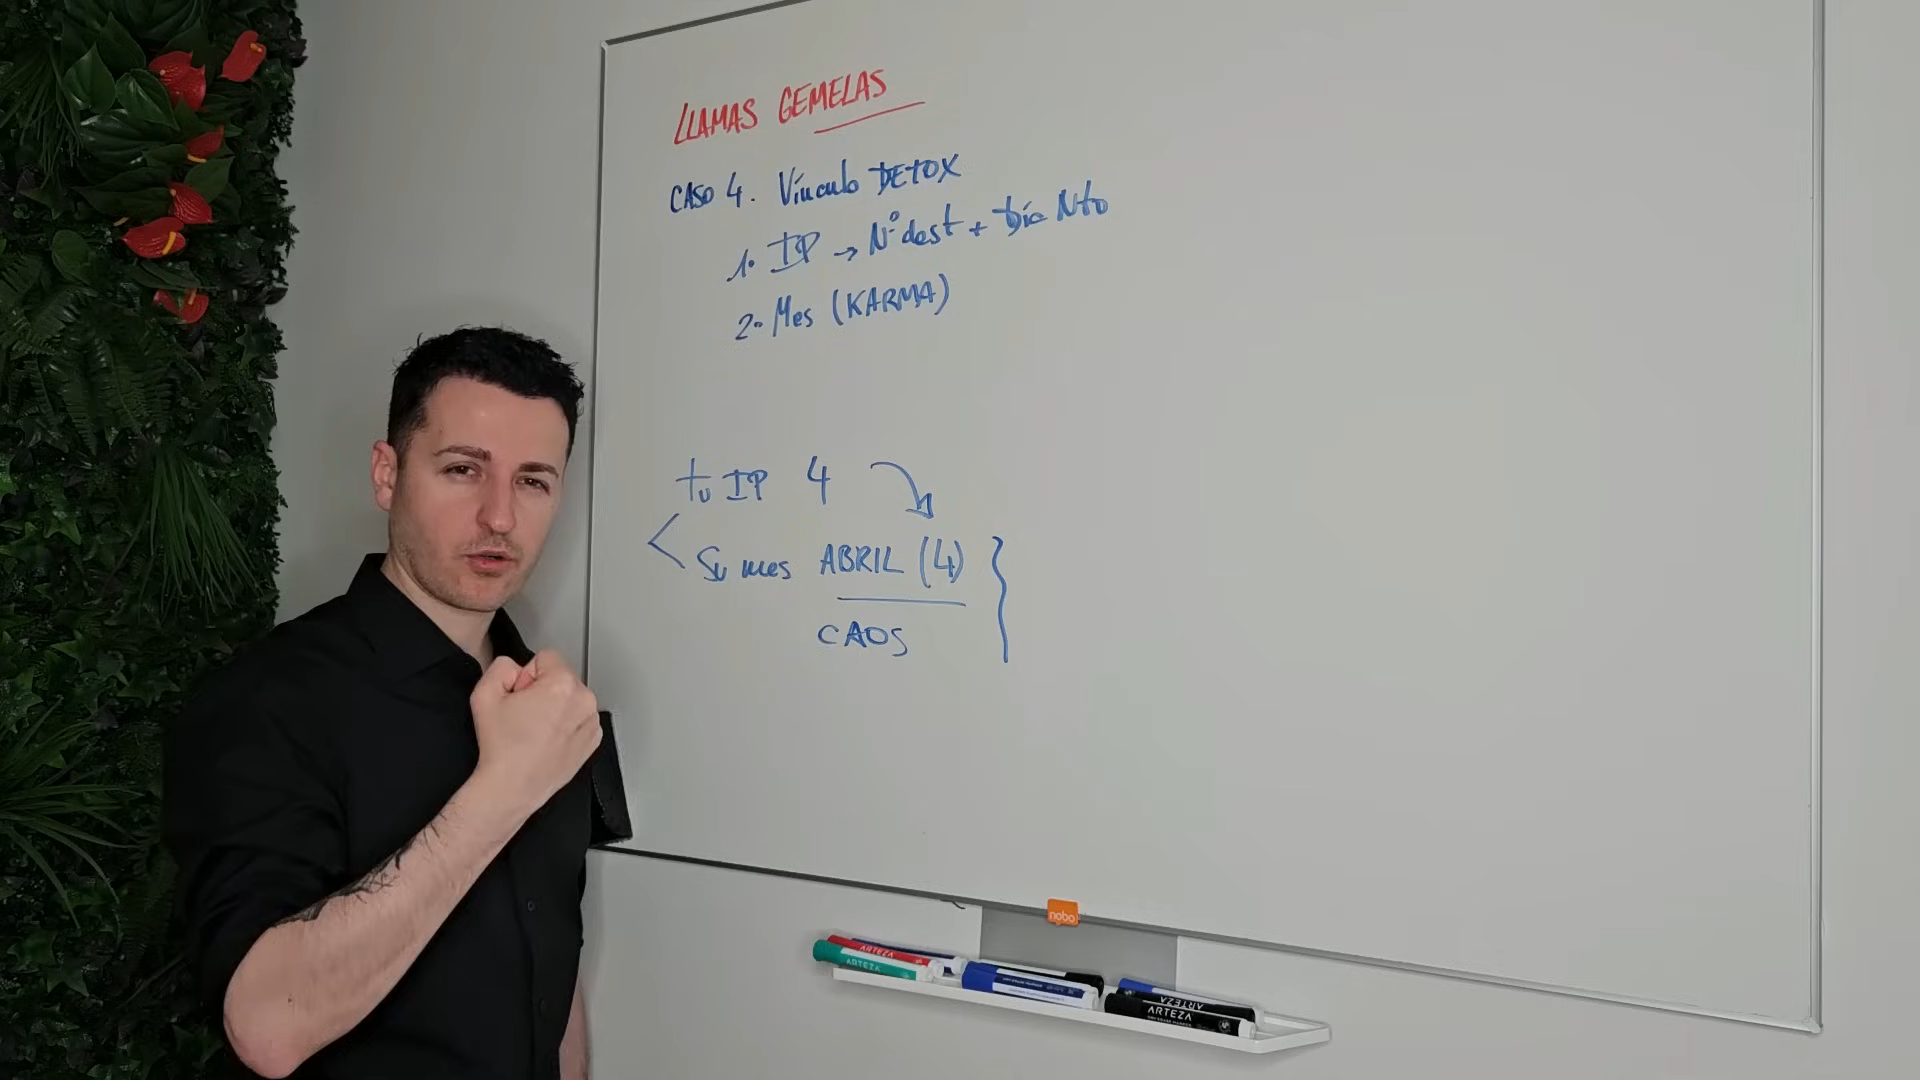 LLAMAS GEMELAS
CASO 4. Vínculo DETOX
1. IP → Nº dest + Día Nto
2. Mes (KARMA)
tu IP 4
Su mes ABRIL (4)
CAOS
nobo
ARTEZA
ARTEZA
ARTEZA
ARTEZA